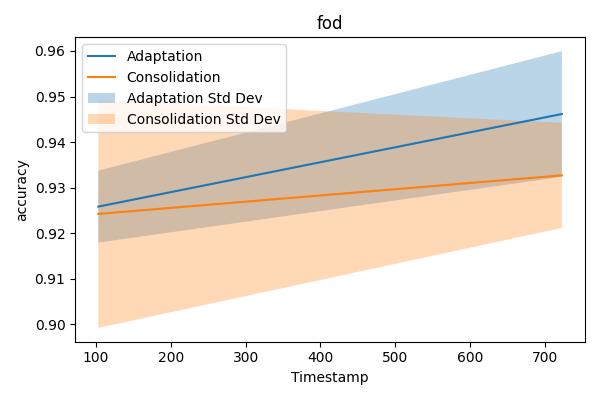 fod
Adaptation
Consolidation
Adaptation Std Dev
Consolidation Std Dev
accuracy
0.96
0.95
0.94
0.93
0.92
0.91
0.90
100 200 300 400 500 600 700
Timestamp